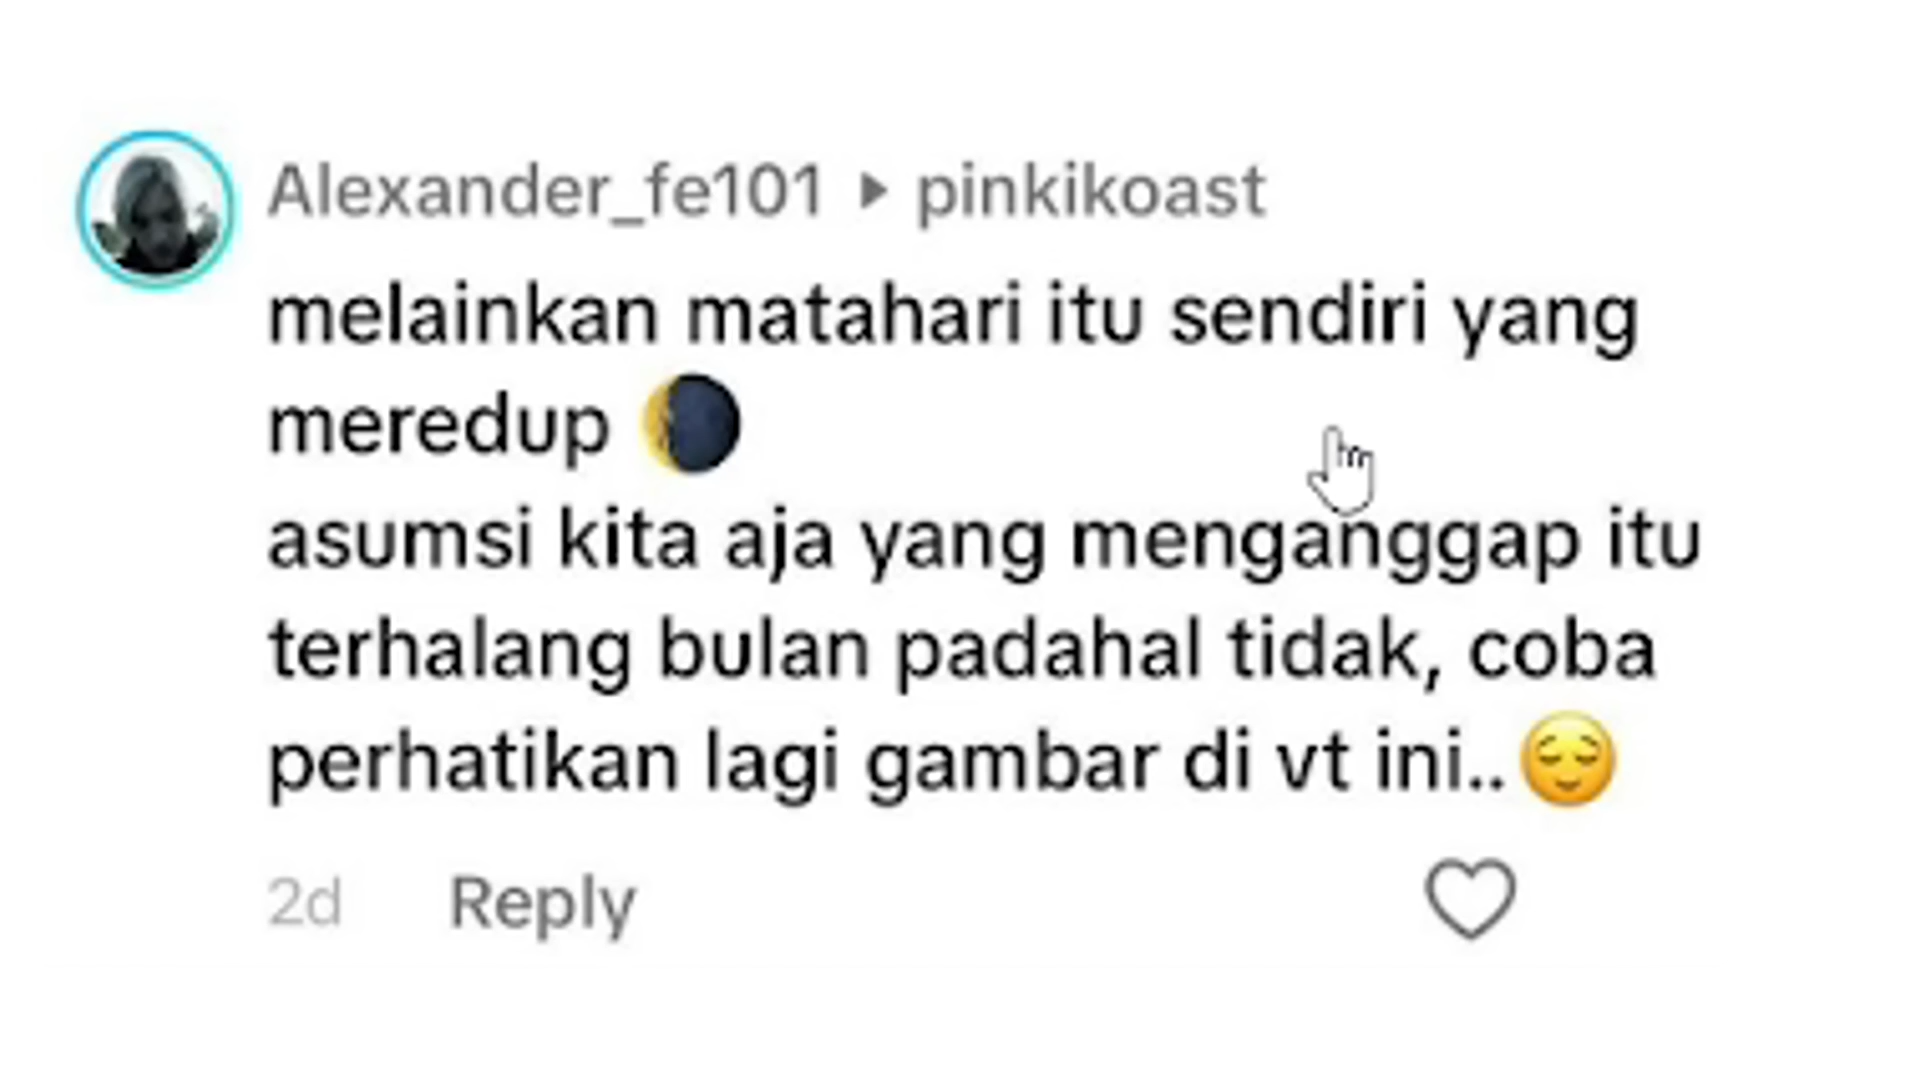 Alexander_fe101 ▸ pinkikoast
melainkan matahari itu sendiri yang
meredup 🌘
asumsi kita aja yang menganggap itu
terhalang bulan padahal tidak, coba
perhatikan lagi gambar di vt ini..😌
2d Reply